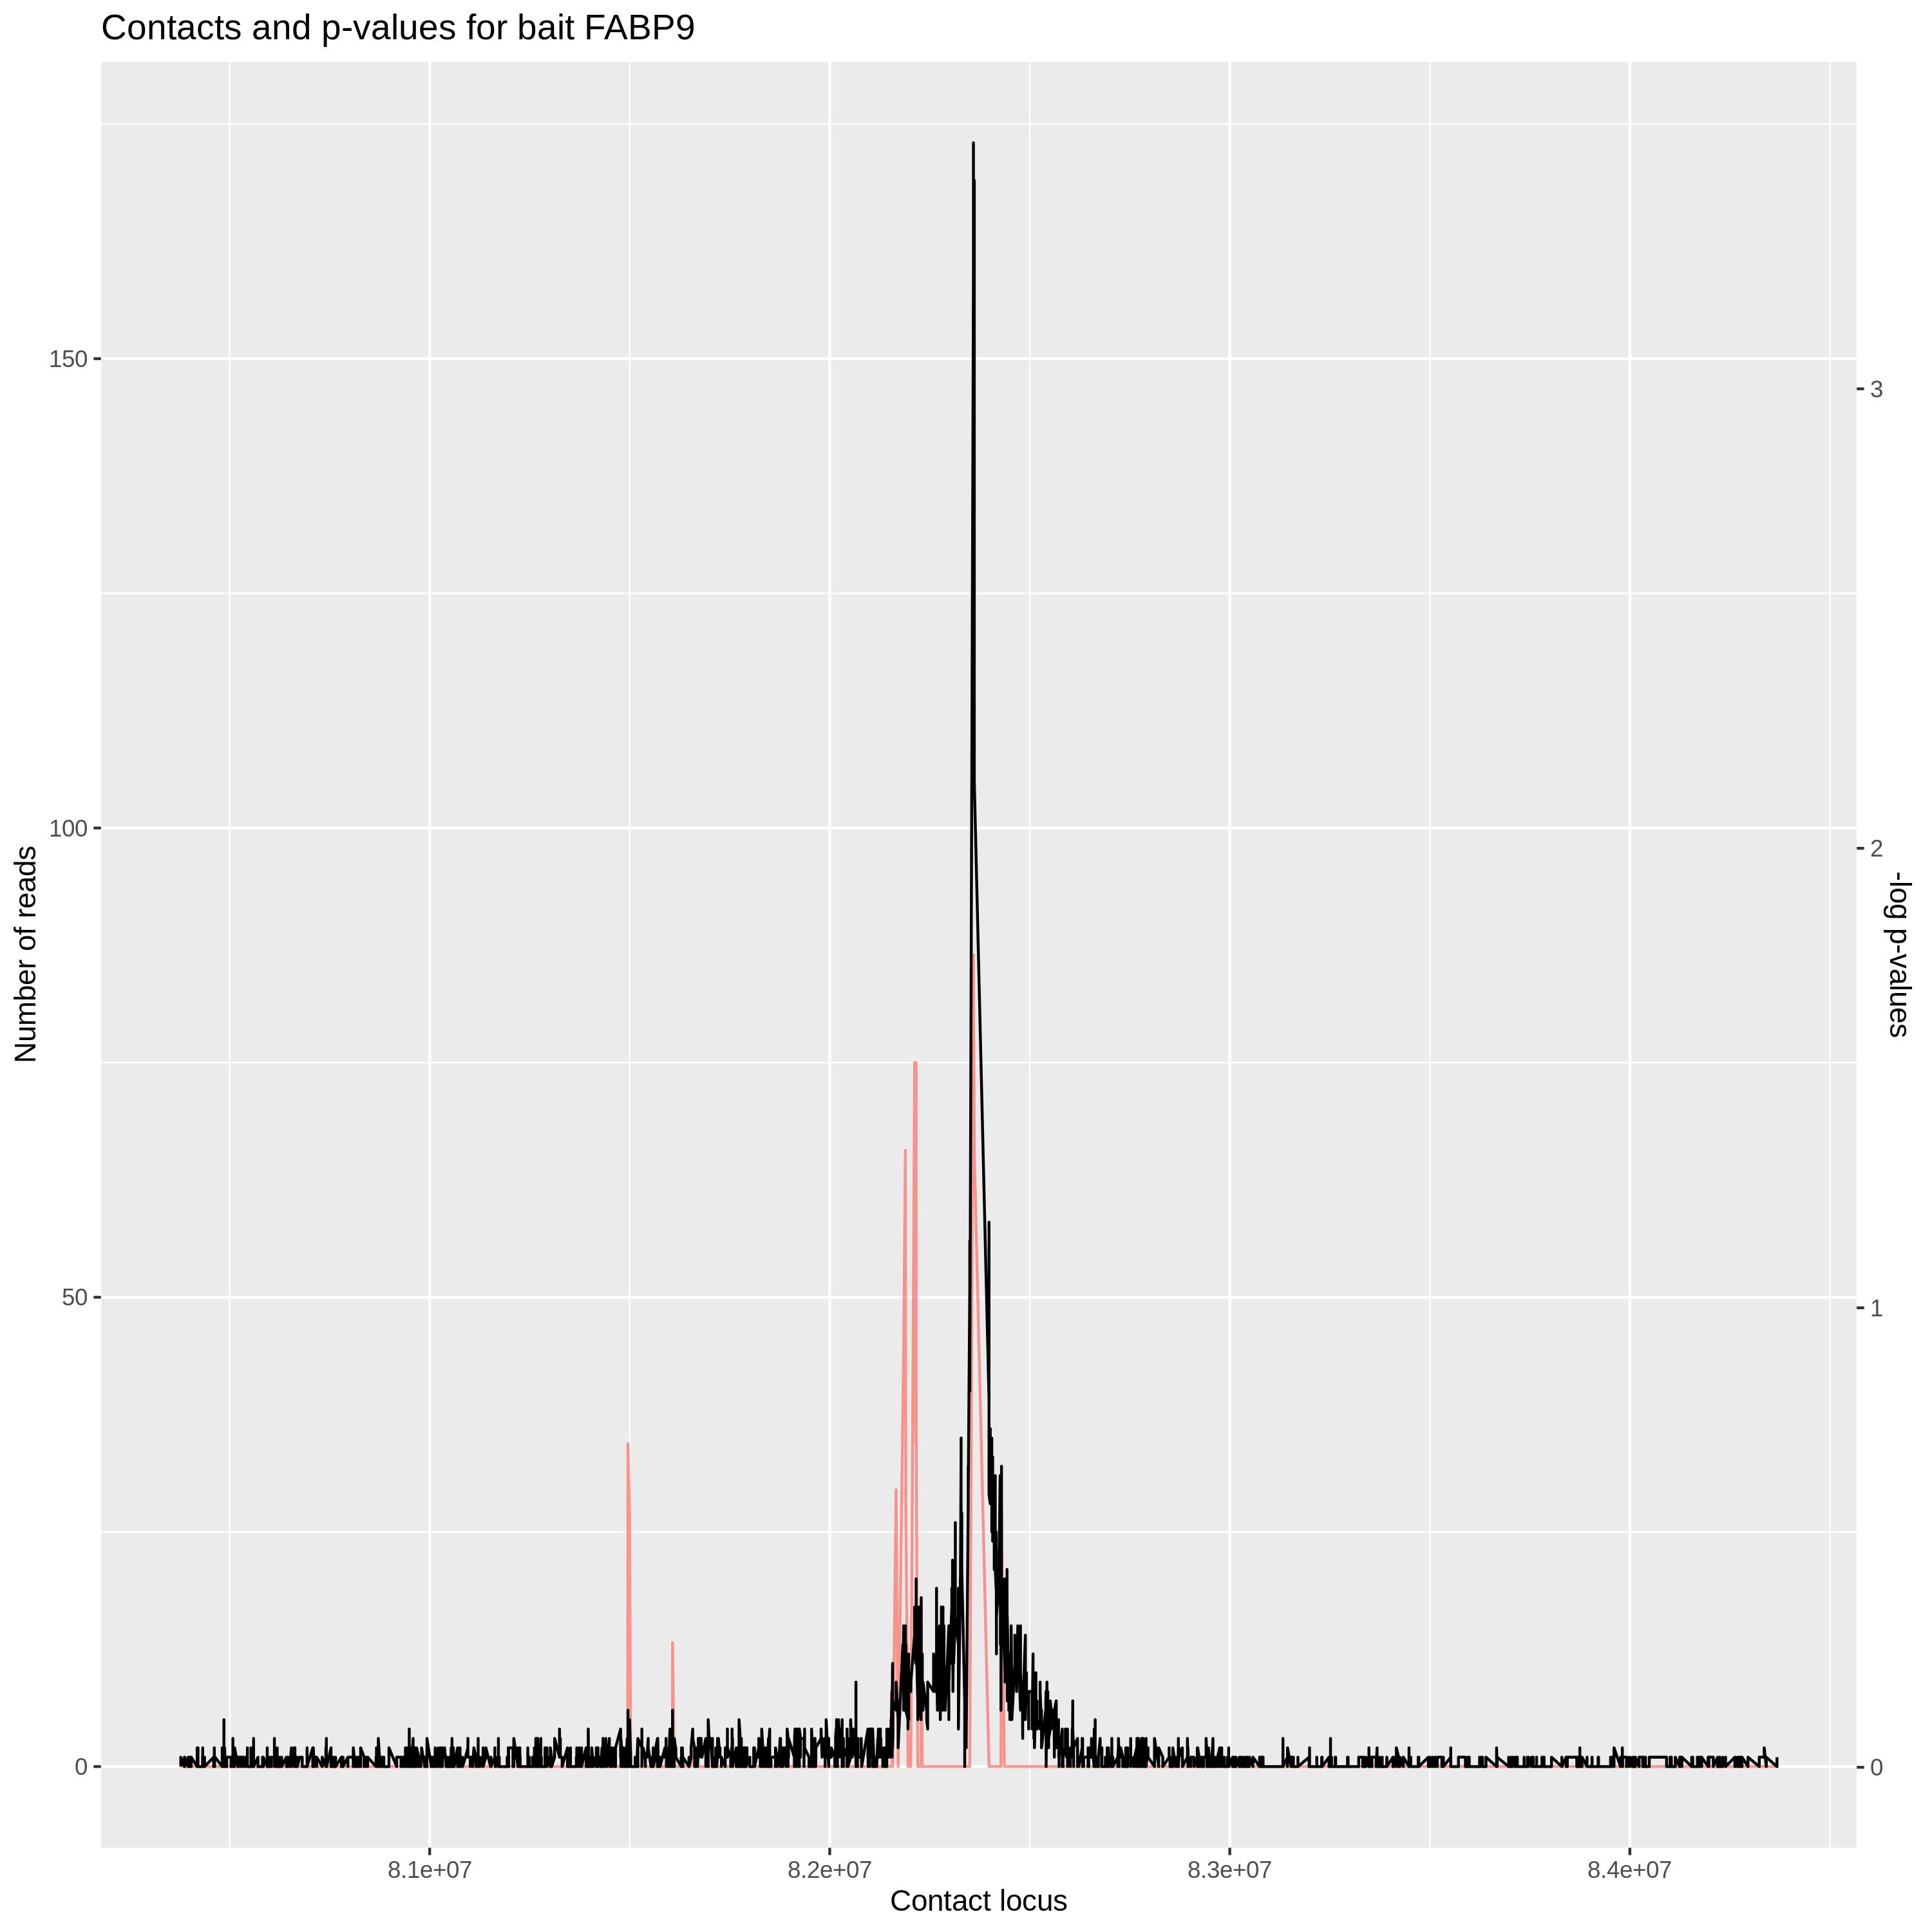 Contacts and p-values for bait FABP9
150
100
50
0
Number of reads
3
2
1
0
-log p-values
8.1e+07
8.2e+07
8.3e+07
8.4e+07
Contact locus